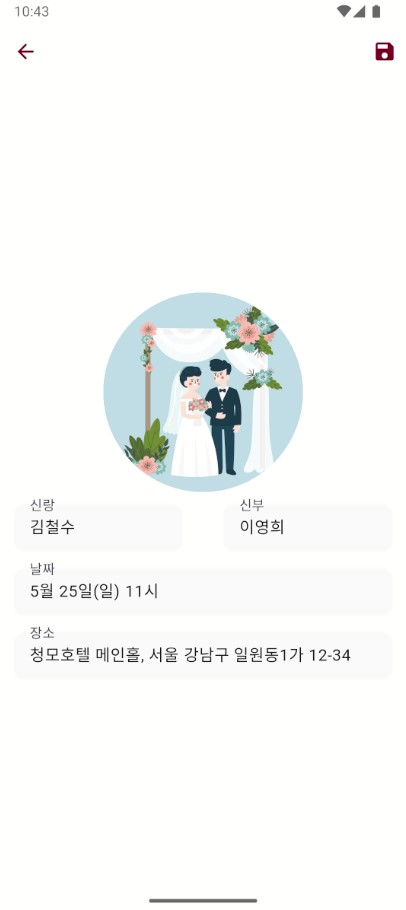 10:43
신랑
신부
김철수
이영희
날짜
5월 25일(일) 11시
장소
청모호텔 메인홀, 서울 강남구 일원동1가 12-34